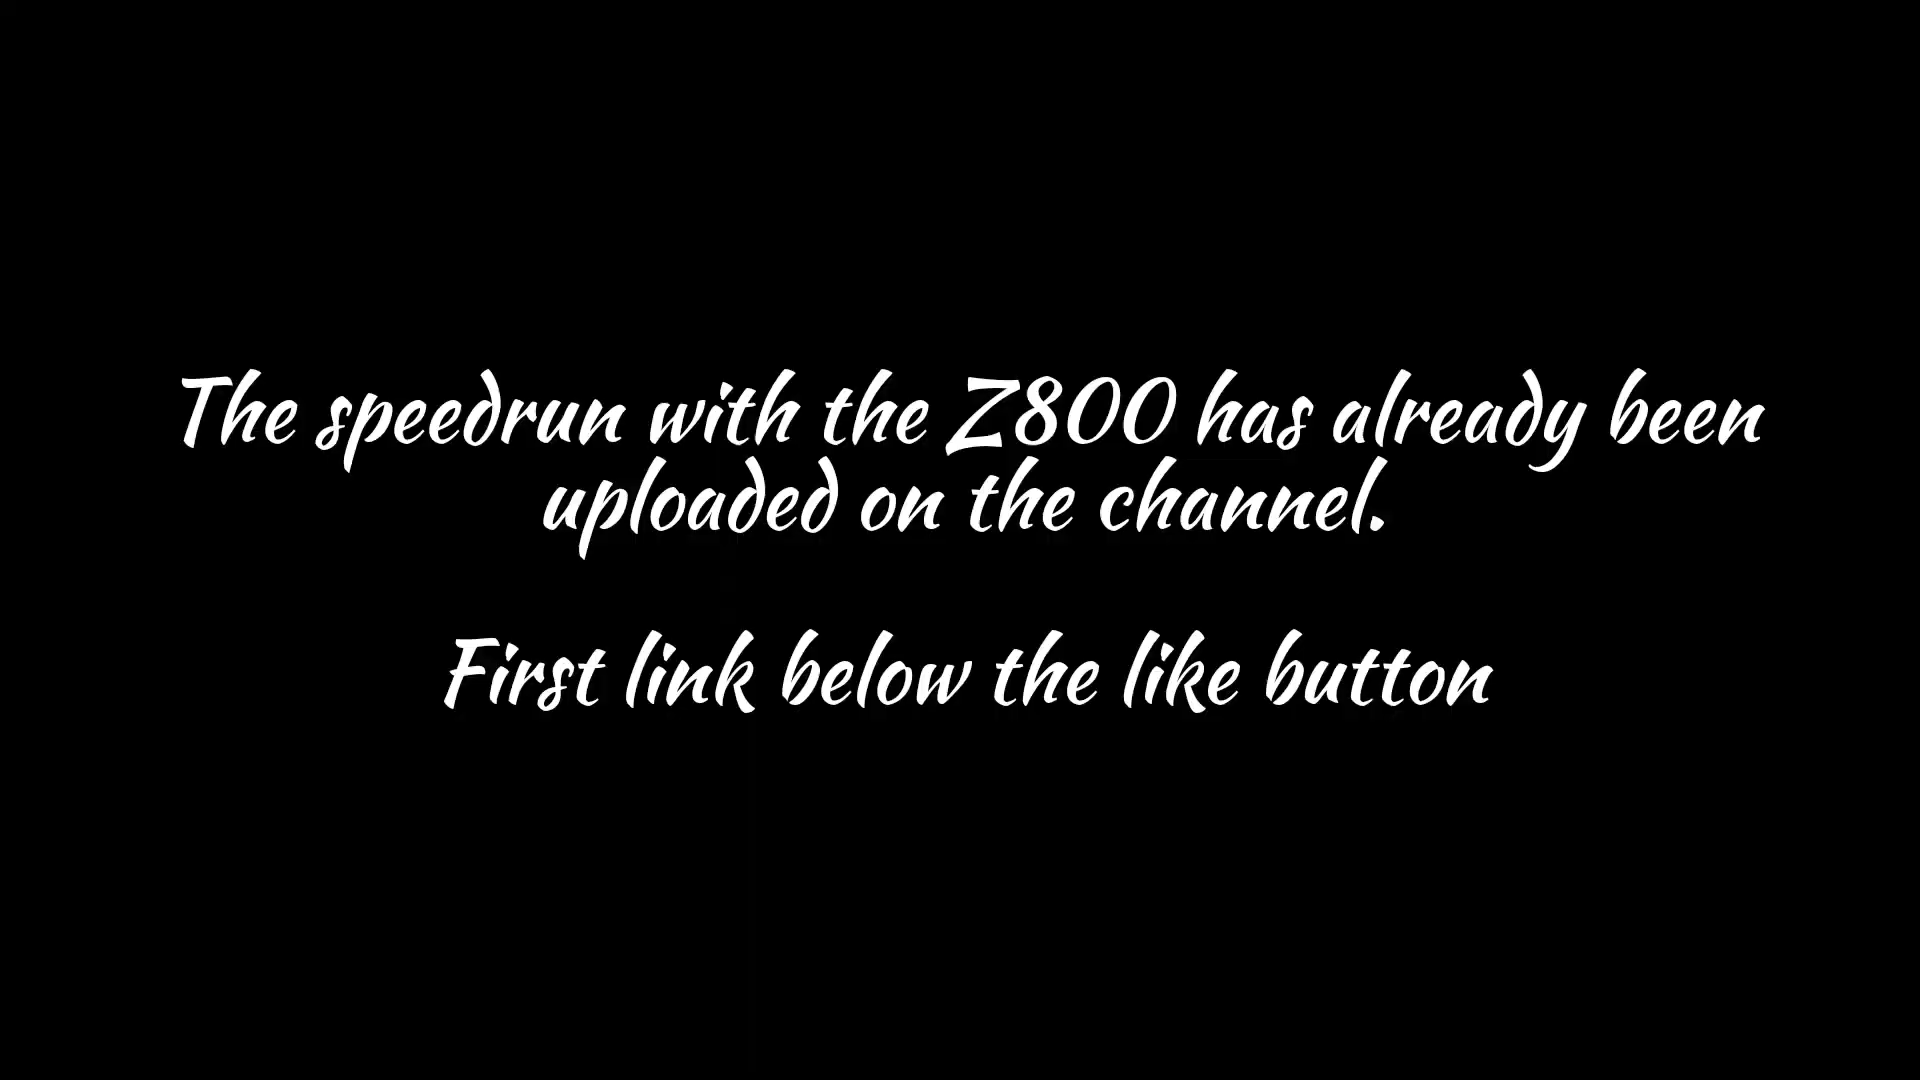 The speedrun with the Z800 has already been
uploaded on the channel.
First link below the like button